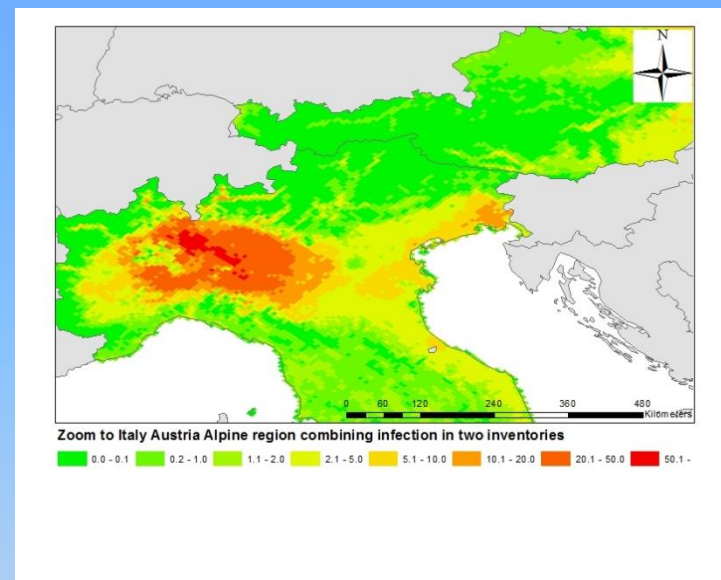 N
0 60 120 240 360 480
Kilometers
Zoom to Italy Austria Alpine region combining infection in two inventories
0.0 - 0.1 0.2 - 1.0 1.1 - 2.0 2.1 - 5.0 5.1 - 10.0 10.1 - 20.0 20.1 - 50.0 50.1 -